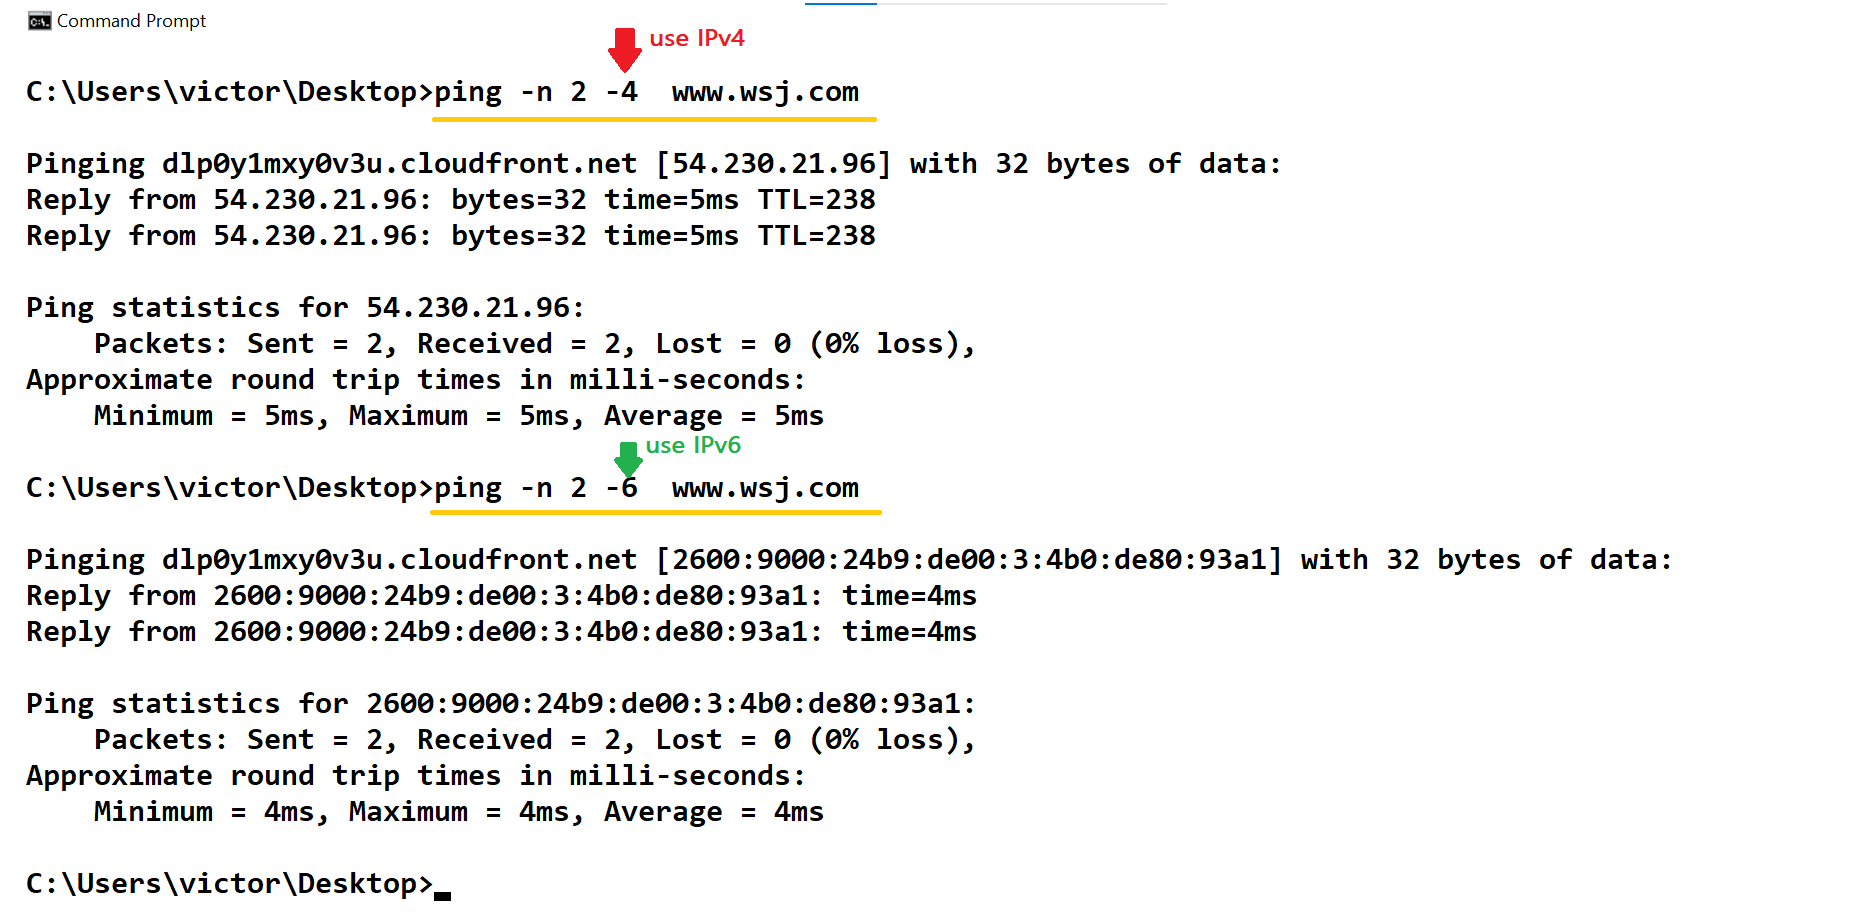 Command Prompt
use IPv4
C:\Users\victor\Desktop>ping -n 2 -4  www.wsj.com
Pinging dlp0y1mxy0v3u.cloudfront.net [54.230.21.96] with 32 bytes of data:
Reply from 54.230.21.96: bytes=32 time=5ms TTL=238
Reply from 54.230.21.96: bytes=32 time=5ms TTL=238
Ping statistics for 54.230.21.96:
    Packets: Sent = 2, Received = 2, Lost = 0 (0% loss),
Approximate round trip times in milli-seconds:
    Minimum = 5ms, Maximum = 5ms, Average = 5ms
use IPv6
C:\Users\victor\Desktop>ping -n 2 -6  www.wsj.com
Pinging dlp0y1mxy0v3u.cloudfront.net [2600:9000:24b9:de00:3:4b0:de80:93a1] with 32 bytes of data:
Reply from 2600:9000:24b9:de00:3:4b0:de80:93a1: time=4ms
Reply from 2600:9000:24b9:de00:3:4b0:de80:93a1: time=4ms
Ping statistics for 2600:9000:24b9:de00:3:4b0:de80:93a1:
    Packets: Sent = 2, Received = 2, Lost = 0 (0% loss),
Approximate round trip times in milli-seconds:
    Minimum = 4ms, Maximum = 4ms, Average = 4ms
C:\Users\victor\Desktop>